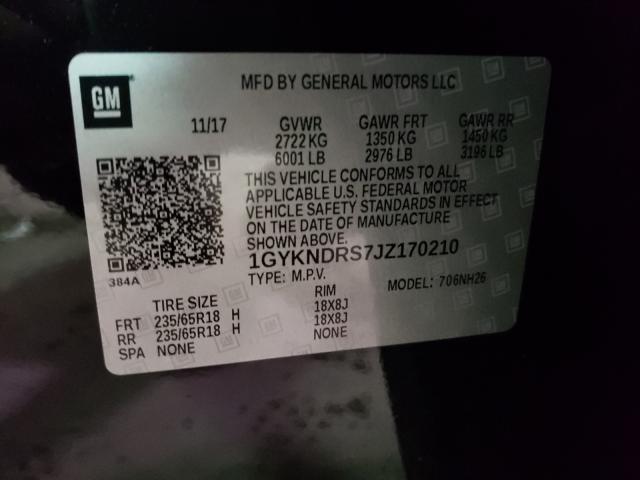 GM
MFD BY GENERAL MOTORS LLC
11/17 GVWR GAWR FRT GAWR RR
2722 KG 1350 KG 1450 KG
6001 LB 2976 LB 3196 LB
THIS VEHICLE CONFORMS TO ALL
APPLICABLE U.S. FEDERAL MOTOR
VEHICLE SAFETY STANDARDS IN EFFECT
ON THE DATE OF MANUFACTURE
SHOWN ABOVE.
1GYKNDRS7JZ170210
384A
TYPE: M.P.V. MODEL: 706NH26
TIRE SIZE RIM
FRT 235/65R18 H 18X8J
RR 235/65R18 H 18X8J
SPA NONE NONE